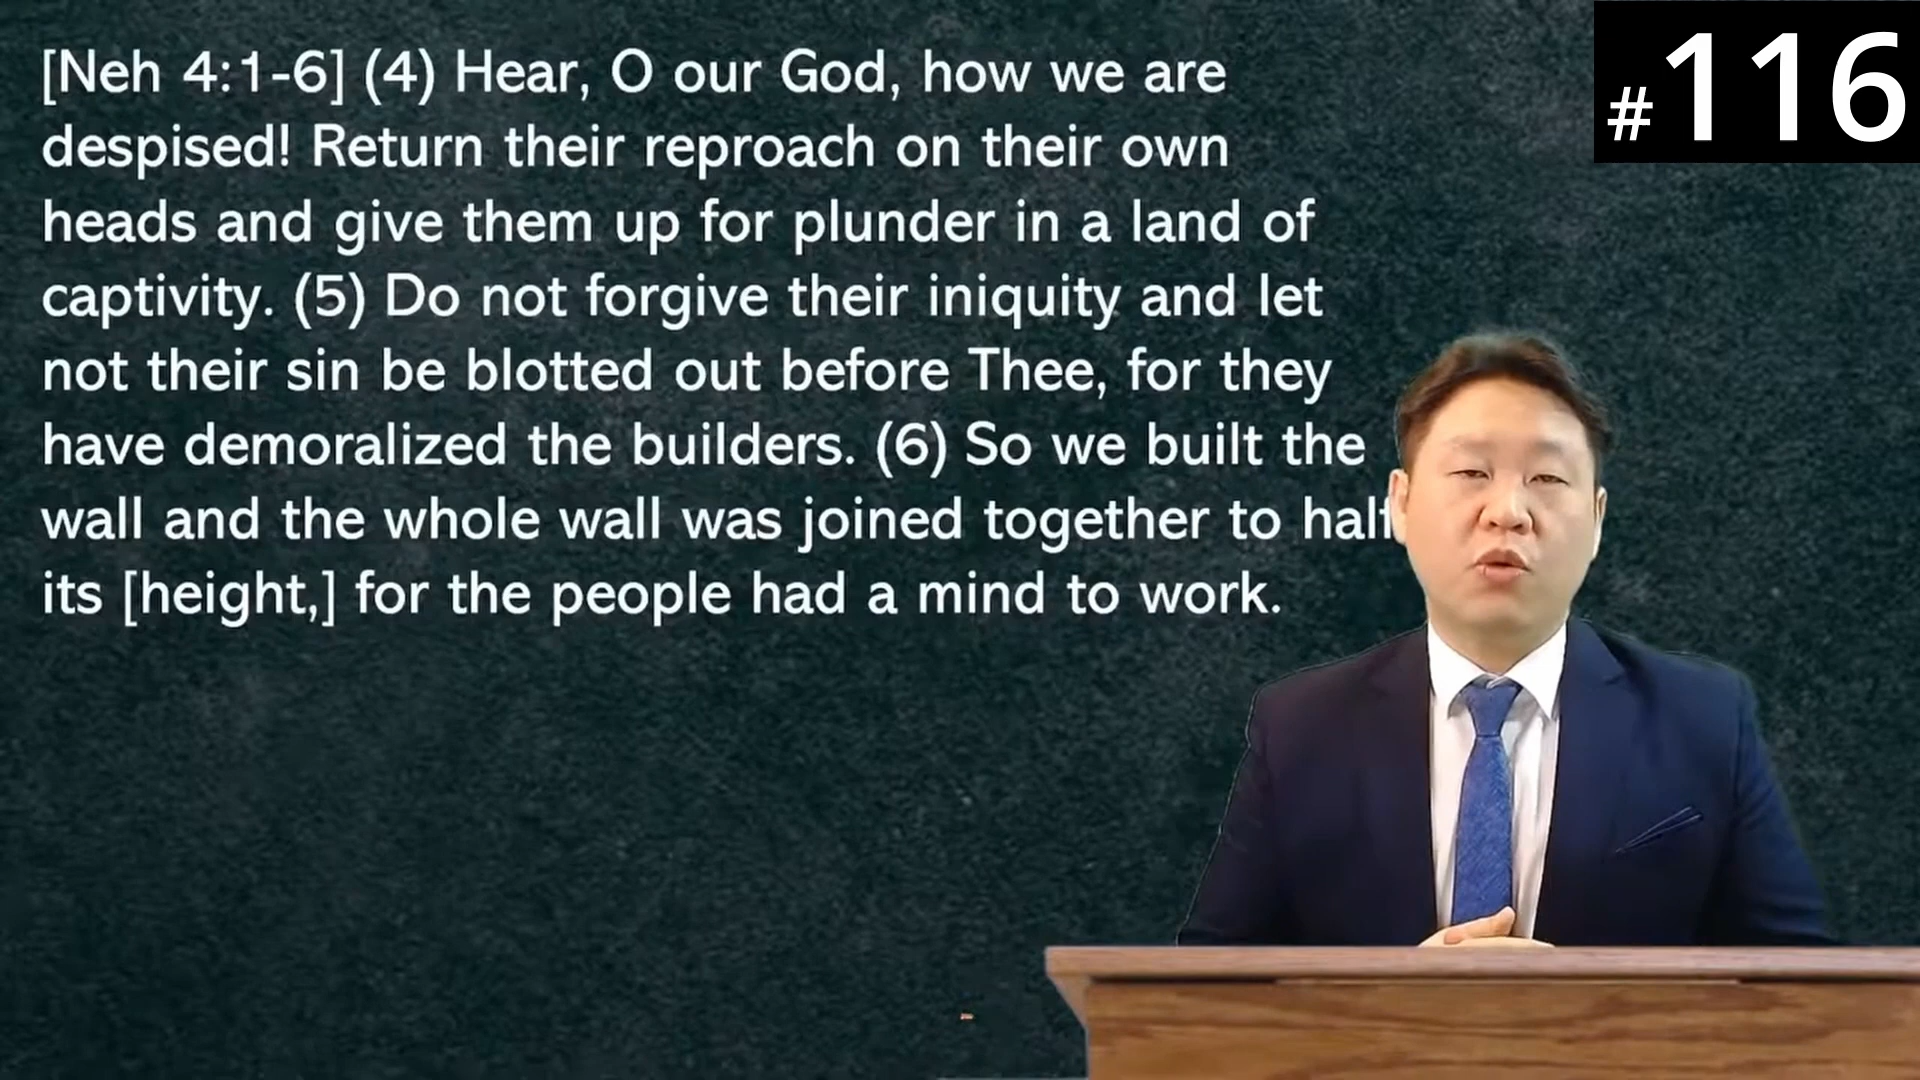 [Neh 4:1-6] (4) Hear, O our God, how we are
despised! Return their reproach on their own
heads and give them up for plunder in a land of
captivity. (5) Do not forgive their iniquity and let
not their sin be blotted out before Thee, for they
have demoralized the builders. (6) So we built the
wall and the whole wall was joined together to half
its [height,] for the people had a mind to work.
#116